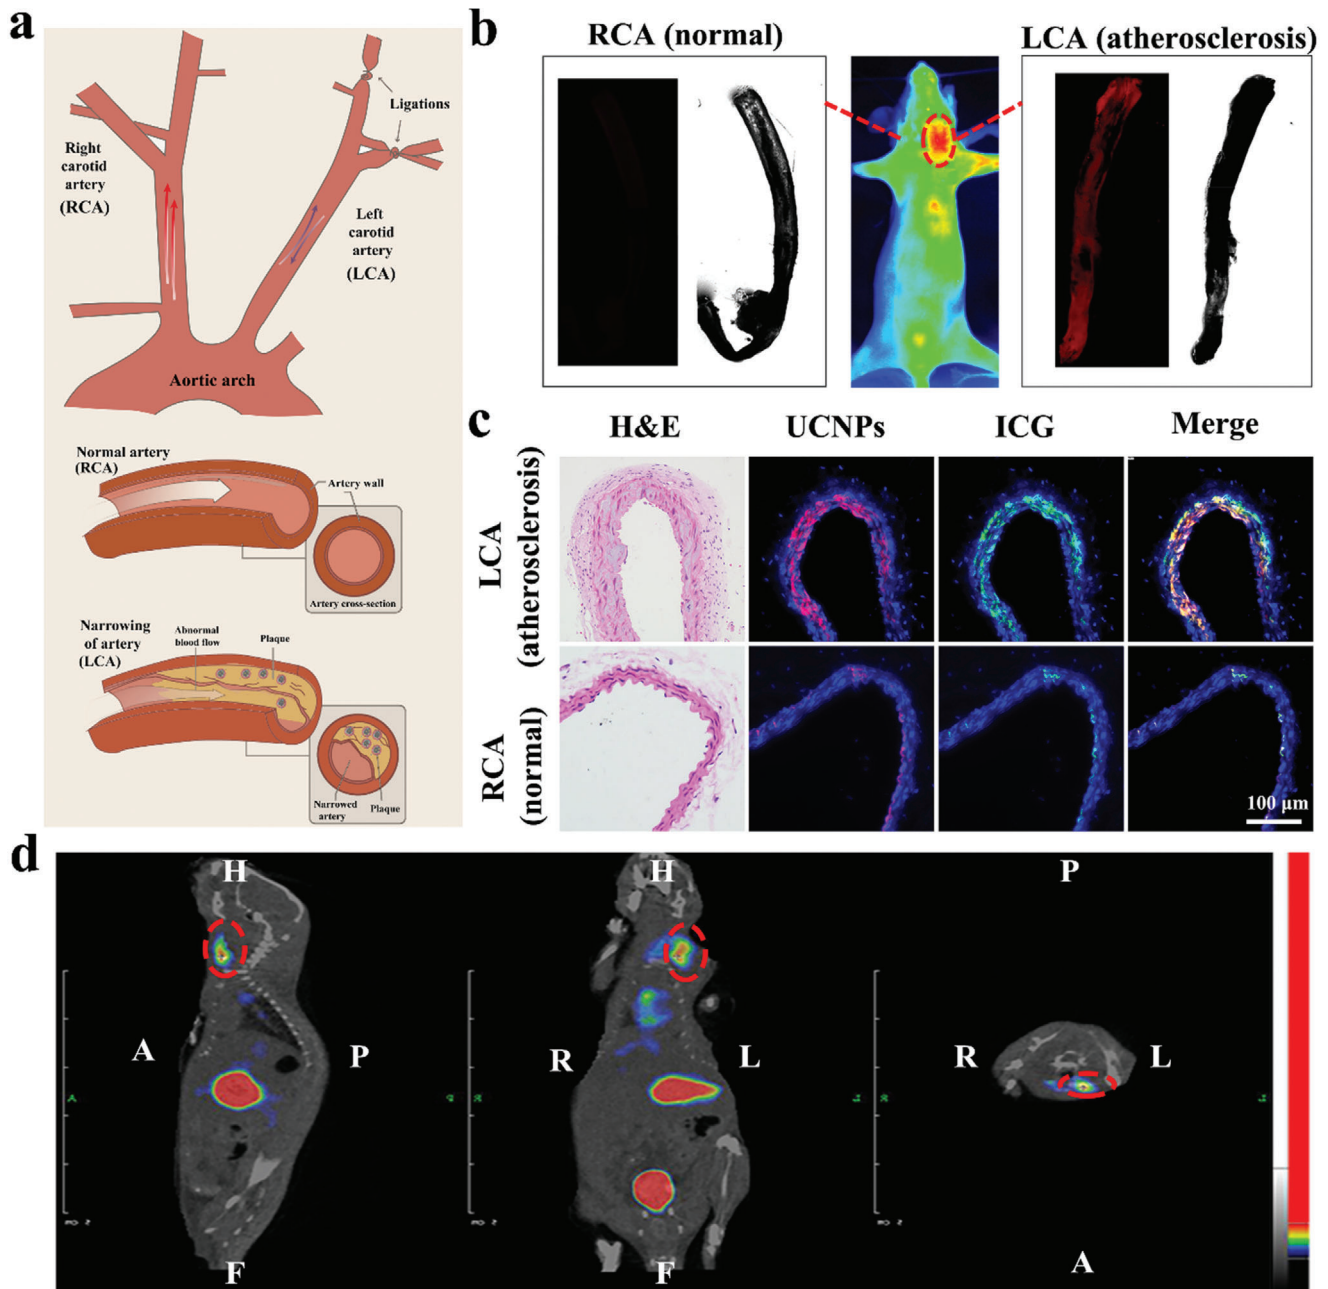 a
Ligations
Right
carotid
artery
(RCA)
Left
carotid
artery
(LCA)
Aortic arch
Normal artery
(RCA)
Artery wall
Artery cross-section
Narrowing
of artery
(LCA)
Abnormal
blood flow
Plaque
Narrowed
artery
Plaque
b
RCA (normal)
LCA (atherosclerosis)
c
H&E
UCNPs
ICG
Merge
LCA
(atherosclerosis)
RCA
(normal)
100 μm
d
H
A
P
F
H
R
L
F
P
R
L
A